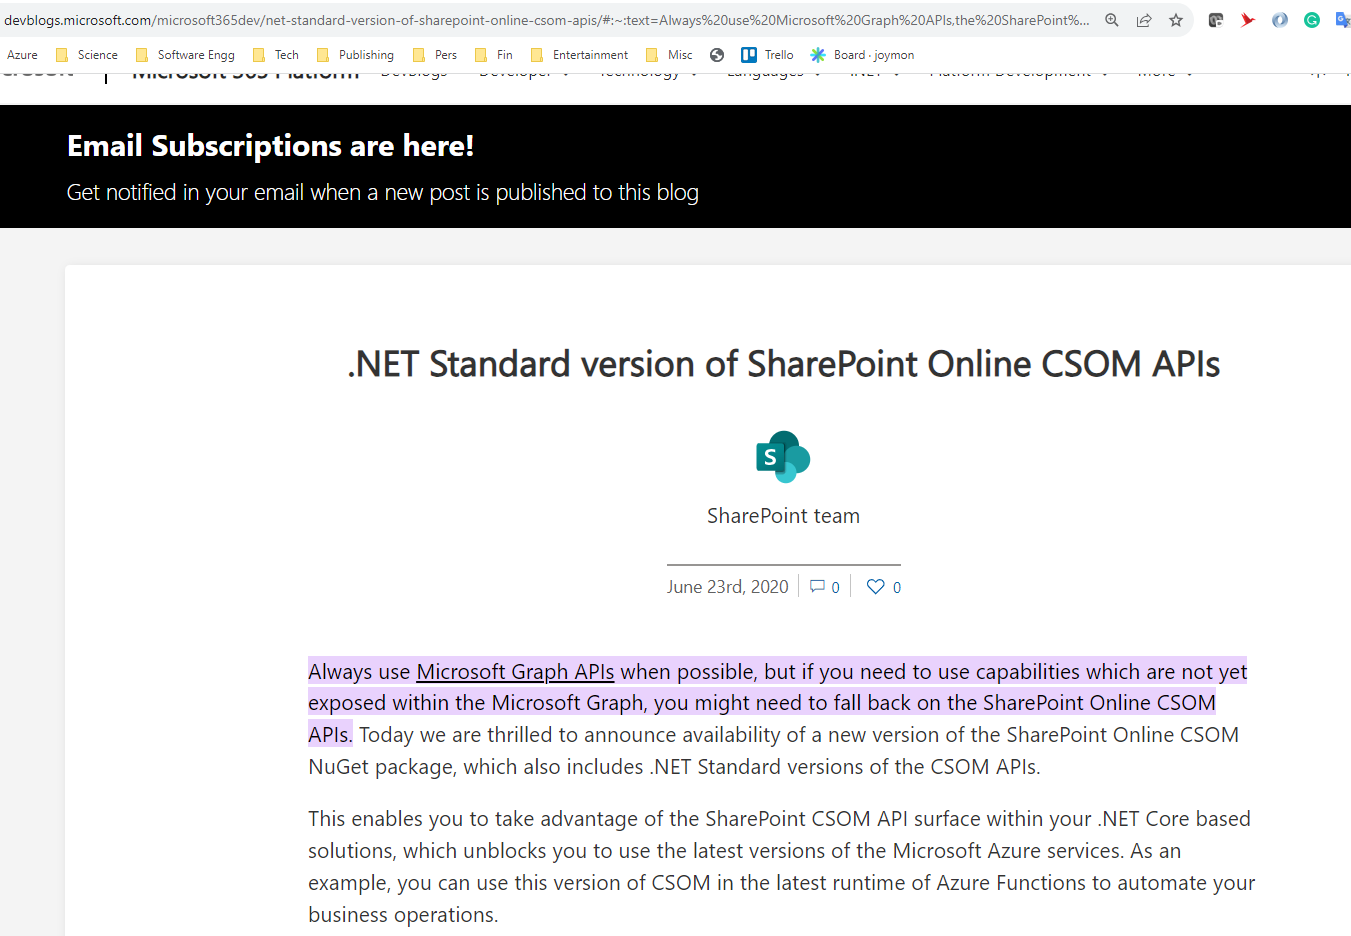 devblogs.microsoft.com/microsoft365dev/net-standard-version-of-sharepoint-online-csom-apis/#:~:text=Always%20use%20Microsoft%20Graph%20APIs,the%20SharePoint%...
Azure Science Software Engg Tech Publishing Pers Fin Entertainment Misc Trello Board · joymon
Microsoft 365 Platform DevBlogs Developer Technology Languages .NET Platform Development More
Email Subscriptions are here!
Get notified in your email when a new post is published to this blog
.NET Standard version of SharePoint Online CSOM APIs
S
SharePoint team
June 23rd, 2020 0 0
Always use Microsoft Graph APIs when possible, but if you need to use capabilities which are not yet
exposed within the Microsoft Graph, you might need to fall back on the SharePoint Online CSOM
APIs. Today we are thrilled to announce availability of a new version of the SharePoint Online CSOM
NuGet package, which also includes .NET Standard versions of the CSOM APIs.
This enables you to take advantage of the SharePoint CSOM API surface within your .NET Core based
solutions, which unblocks you to use the latest versions of the Microsoft Azure services. As an
example, you can use this version of CSOM in the latest runtime of Azure Functions to automate your
business operations.